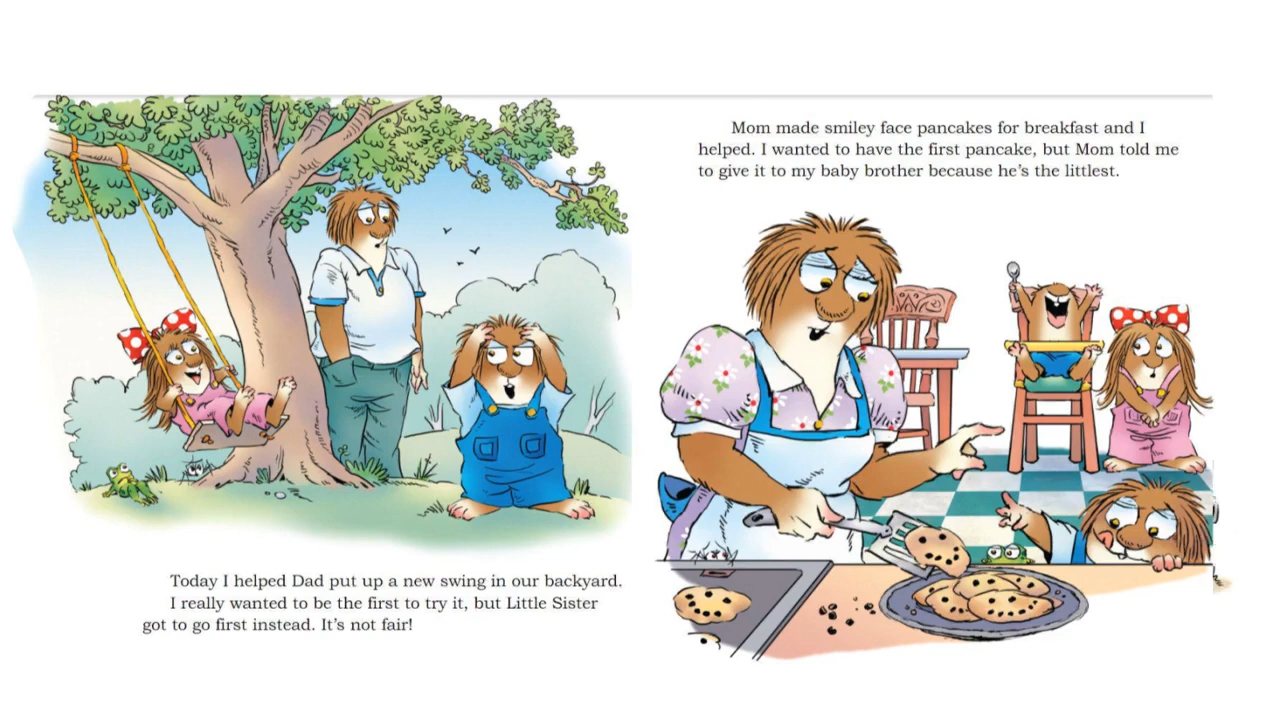 Today I helped Dad put up a new swing in our backyard.
I really wanted to be the first to try it, but Little Sister
got to go first instead. It's not fair!
Mom made smiley face pancakes for breakfast and I
helped. I wanted to have the first pancake, but Mom told me
to give it to my baby brother because he's the littlest.